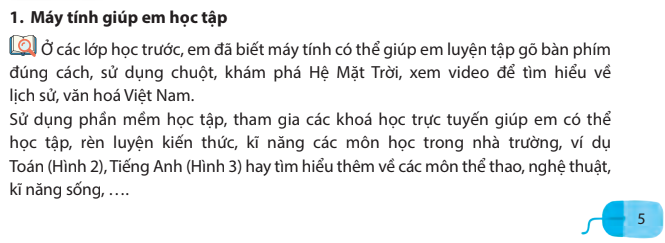 1. Máy tính giúp em học tập
Ở các lớp học trước, em đã biết máy tính có thể giúp em luyện tập gõ bàn phím
đúng cách, sử dụng chuột, khám phá Hệ Mặt Trời, xem video để tìm hiểu về
lịch sử, văn hoá Việt Nam.
Sử dụng phần mềm học tập, tham gia các khoá học trực tuyến giúp em có thể
học tập, rèn luyện kiến thức, kĩ năng các môn học trong nhà trường, ví dụ
Toán (Hình 2), Tiếng Anh (Hình 3) hay tìm hiểu thêm về các môn thể thao, nghệ thuật,
kĩ năng sống, ….
5